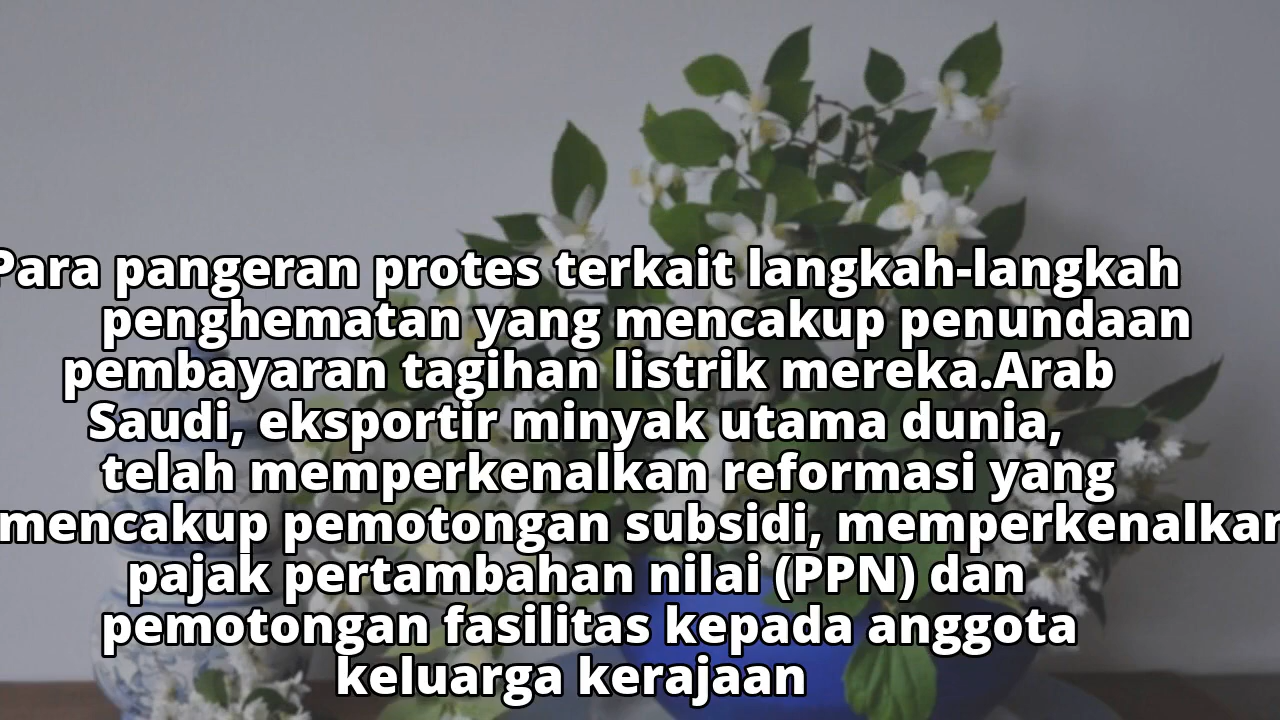 Para pangeran protes terkait langkah-langkah
penghematan yang mencakup penundaan
pembayaran tagihan listrik mereka.Arab
Saudi, eksportir minyak utama dunia,
telah memperkenalkan reformasi yang
mencakup pemotongan subsidi, memperkenalkan
pajak pertambahan nilai (PPN) dan
pemotongan fasilitas kepada anggota
keluarga kerajaan